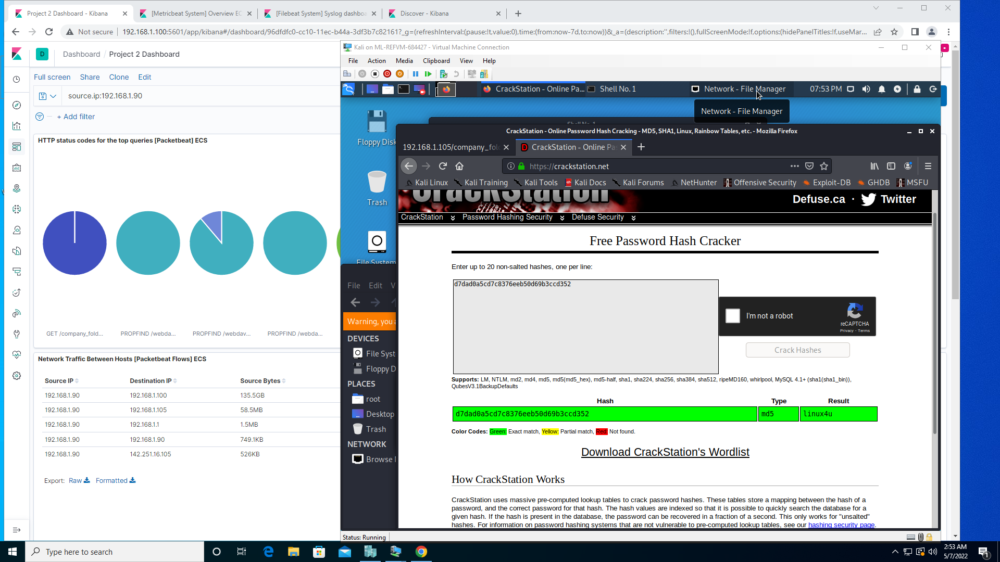 Project 2 Dashboard - Kibana
[Metricbeat System] Overview EC
[Filebeat System] Syslog dashboa
Discover - Kibana
Not secure
192.168.1.100:5601/app/kibana#/dashboard/96dfdfc0-cc10-11ec-b44a-3df3b7c82161?_g=(refreshInterval:(pause:!t,value:0),time:(from:now-7d,to:now))&_a=(description:'',filters:!(),fullScreenMode:!f,options:(hidePanelTitles:!f,useMar...
D
Dashboard
Project 2 Dashboard
Full screen
Share
Clone
Edit
source.ip:192.168.1.90
+ Add filter
HTTP status codes for the top queries [Packetbeat] ECS
GET /company_fold...
PROPFIND /webda...
PROPFIND /webdav...
PROPFIND /webda...
Network Traffic Between Hosts [Packetbeat Flows] ECS
Source IP Destination IP Source Bytes
192.168.1.90 192.168.1.100 135.5GB
192.168.1.90 192.168.1.105 58.5MB
192.168.1.90 192.168.1.1 1.5MB
192.168.1.90 192.168.1.90 749.1KB
192.168.1.90 142.251.16.105 526KB
Export: Raw Formatted
Kali on ML-REFVM-684427 - Virtual Machine Connection
File Action Media Clipboard View Help
CrackStation - Online Pa...
Shell No. 1
Network - File Manager
07:53 PM
Network - File Manager
Floppy Disk
Trash
File System
Shell No. 1
File Edit V
Warning, you a
DEVICES
File Syst
Floppy D
PLACES
root
Desktop
Trash
NETWORK
Browse N
CrackStation - Online Password Hash Cracking - MD5, SHA1, Linux, Rainbow Tables, etc. - Mozilla Firefox
192.168.1.105/company_fol
CrackStation - Online Pa
https://crackstation.net
Kali Linux
Kali Training
Kali Tools
Kali Docs
Kali Forums
NetHunter
Offensive Security
Exploit-DB
GHDB
MSFU
CrackStation
Defuse.ca · Twitter
CrackStation
Password Hashing Security
Defuse Security
Free Password Hash Cracker
Enter up to 20 non-salted hashes, one per line:
d7dad0a5cd7c8376eeb50d69b3ccd352
I'm not a robot
reCAPTCHA
Privacy - Terms
Crack Hashes
Supports: LM, NTLM, md2, md4, md5, md5(md5_hex), md5-half, sha1, sha224, sha256, sha384, sha512, ripeMD160, whirlpool, MySQL 4.1+ (sha1(sha1_bin)),
QubesV3.1BackupDefaults
Hash Type Result
d7dad0a5cd7c8376eeb50d69b3ccd352 md5 linux4u
Color Codes: Green: Exact match, Yellow: Partial match, Red: Not found.
Download CrackStation's Wordlist
How CrackStation Works
CrackStation uses massive pre-computed lookup tables to crack password hashes. These tables store a mapping between the hash of a
password, and the correct password for that hash. The hash values are indexed so that it is possible to quickly search the database for a
given hash. If the hash is present in the database, the password can be recovered in a fraction of a second. This only works for "unsalted"
hashes. For information on password hashing systems that are not vulnerable to pre-computed lookup tables, see our hashing security page.
Status: Running
Type here to search
2:53 AM
5/7/2022
1